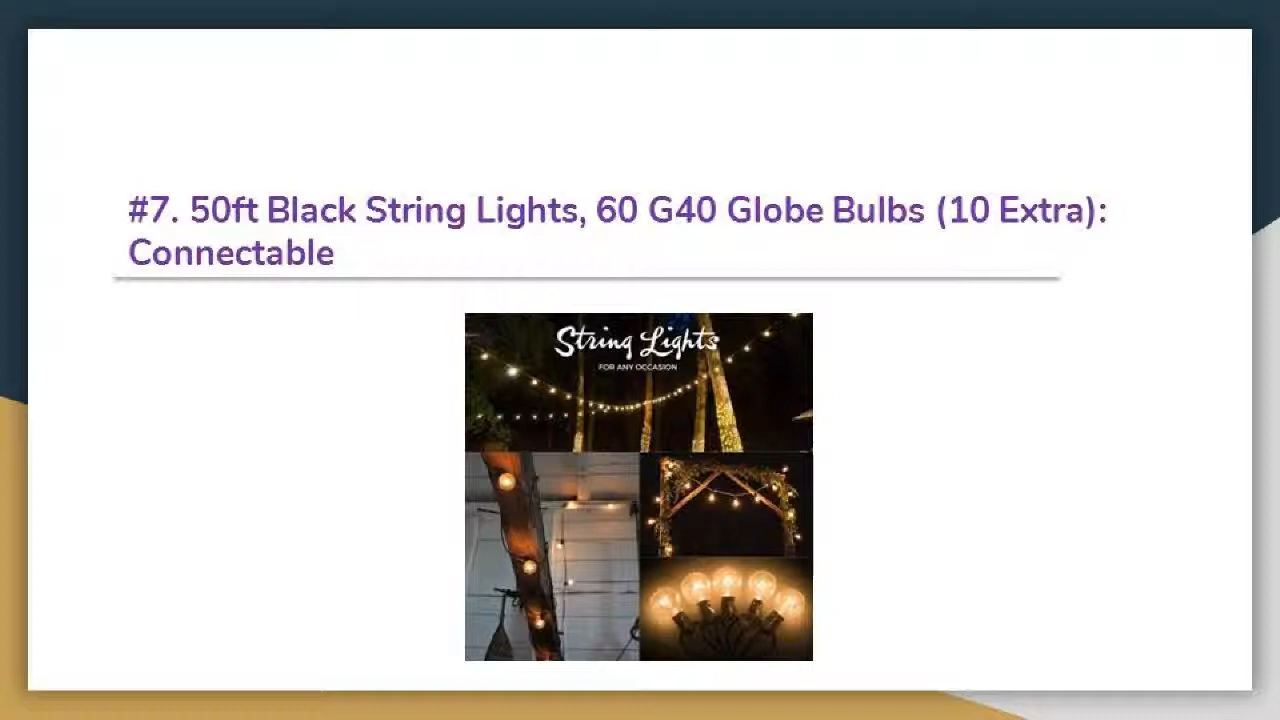 #7. 50ft Black String Lights, 60 G40 Globe Bulbs (10 Extra):
Connectable
String Lights
FOR ANY OCCASION